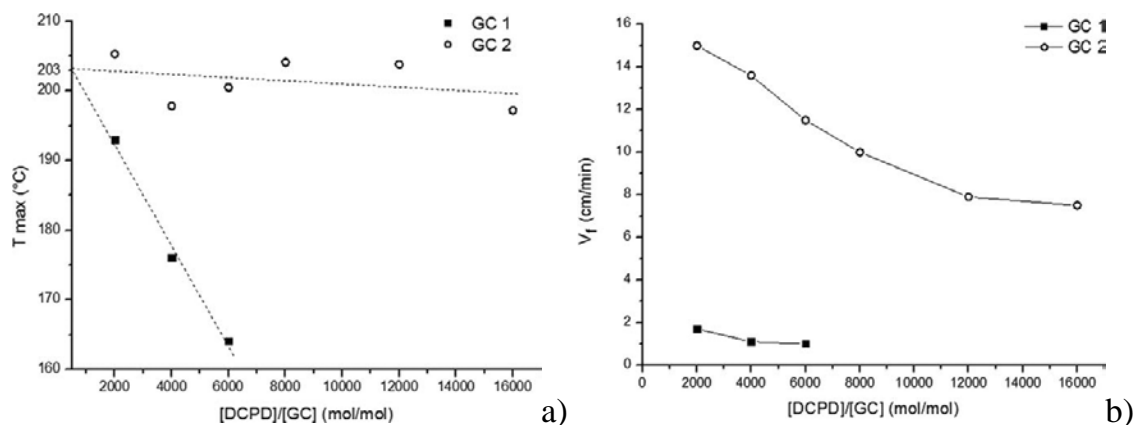 210
GC 1
GC 2
203
200
190
180
170
160
2000 4000 6000 8000 10000 12000 14000 16000
T max (°C)
[DCPD]/[GC] (mol/mol)
a)
16
GC 1
GC 2
14
12
10
8
6
4
2
0
0 2000 4000 6000 8000 10000 12000 14000 16000
Vf (cm/min)
[DCPD]/[GC] (mol/mol)
b)